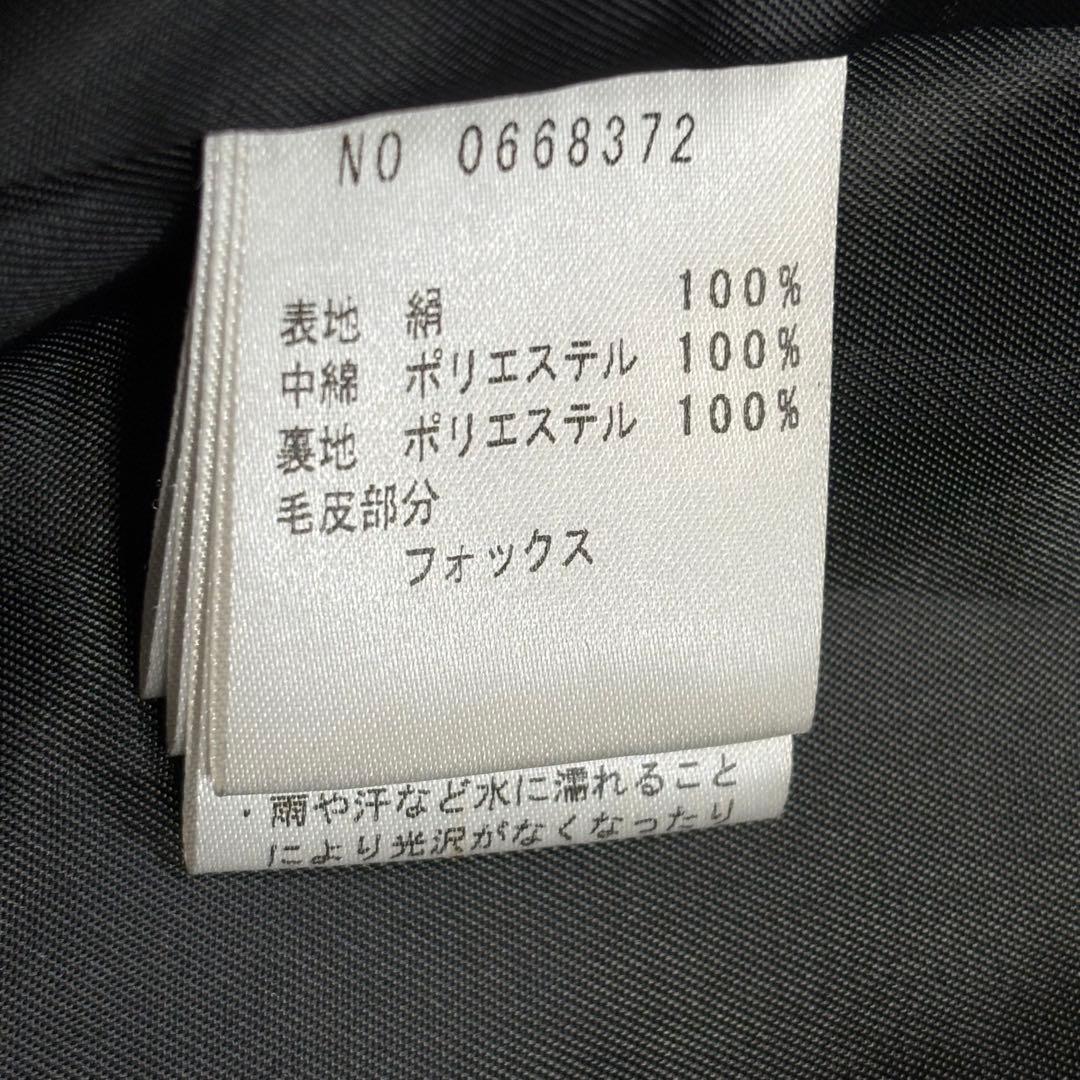 NO 0668372
表地 絹 100%
中綿 ポリエステル 100%
裏地 ポリエステル 100%
毛皮部分
フォックス
・雨や汗など水に濡れること
により光沢がなくなったり